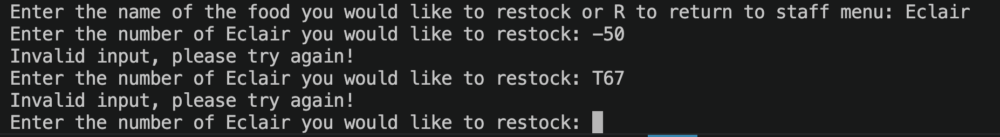 Enter the name of the food you would like to restock or R to return to staff menu: Eclair
Enter the number of Eclair you would like to restock: -50
Invalid input, please try again!
Enter the number of Eclair you would like to restock: T67
Invalid input, please try again!
Enter the number of Eclair you would like to restock: